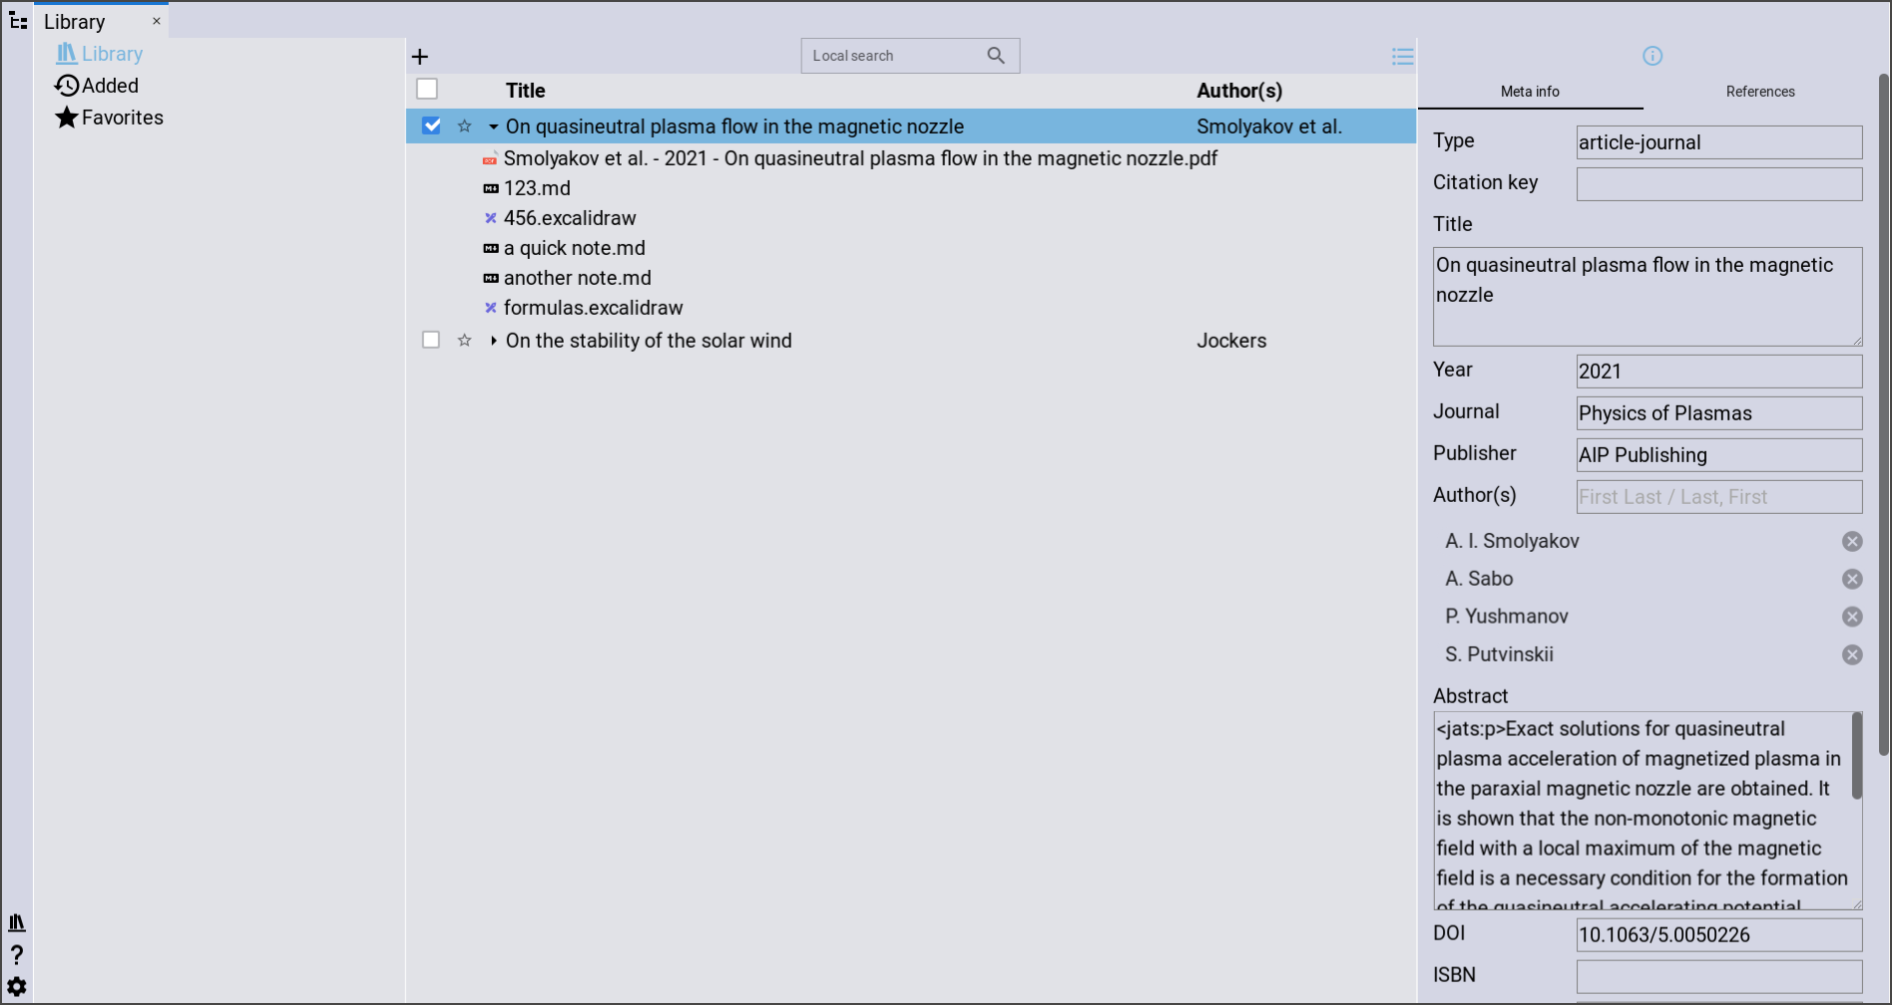 Library ×
Library
Added
Favorites
+
Local search
Title Author(s)
On quasineutral plasma flow in the magnetic nozzle Smolyakov et al.
Smolyakov et al. - 2021 - On quasineutral plasma flow in the magnetic nozzle.pdf
123.md
456.excalidraw
a quick note.md
another note.md
formulas.excalidraw
On the stability of the solar wind Jockers
?
Meta info References
Type article-journal
Citation key
Title
On quasineutral plasma flow in the magnetic
nozzle
Year 2021
Journal Physics of Plasmas
Publisher AIP Publishing
Author(s) First Last / Last, First
A. I. Smolyakov
A. Sabo
P. Yushmanov
S. Putvinskii
Abstract
<jats:p>Exact solutions for quasineutral
plasma acceleration of magnetized plasma in
the paraxial magnetic nozzle are obtained. It
is shown that the non-monotonic magnetic
field with a local maximum of the magnetic
field is a necessary condition for the formation
of the quasineutral accelerating potential
DOI 10.1063/5.0050226
ISBN